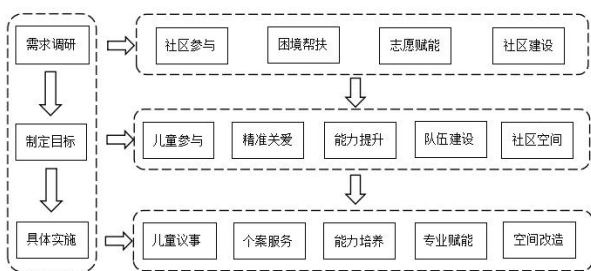 需求调研 社区参与 困境帮扶 志愿赋能 社区建设
制定目标 儿童参与 精准关爱 能力提升 队伍建设 社区空间
具体实施 儿童议事 个案服务 能力培养 专业赋能 空间改造